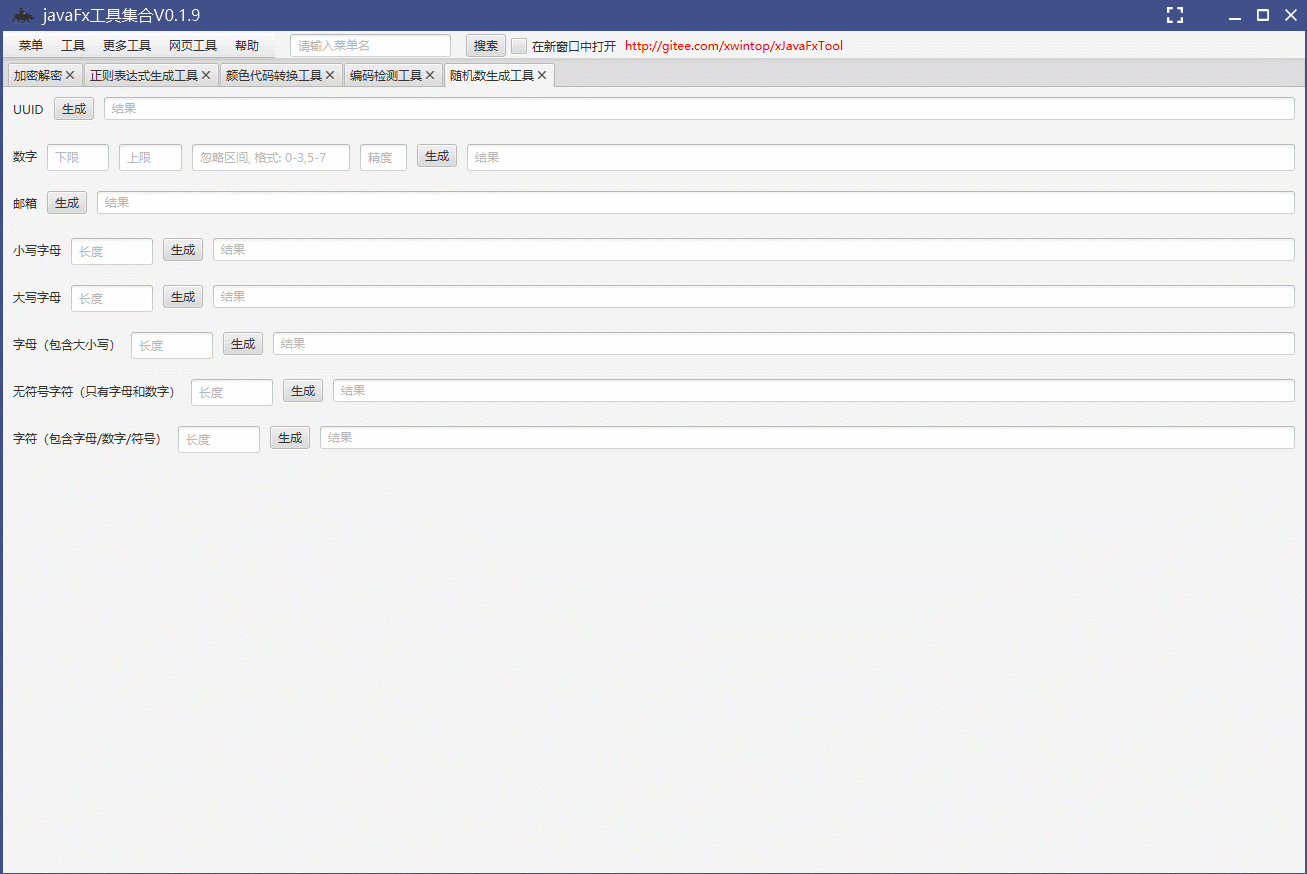 javaFx工具集合V0.1.9
菜单 工具 更多工具 网页工具 帮助 请输入菜单名 搜索 在新窗口中打开 http://gitee.com/xwintop/xJavaFxTool
加密解密 正则表达式生成工具 颜色代码转换工具 编码检测工具 随机数生成工具
UUID 生成 结果
数字 下限 上限 忽略区间, 格式: 0-3,5-7 精度 生成 结果
邮箱 生成 结果
小写字母 长度 生成 结果
大写字母 长度 生成 结果
字母（包含大小写） 长度 生成 结果
无符号字符（只有字母和数字） 长度 生成 结果
字符（包含字母/数字/符号） 长度 生成 结果